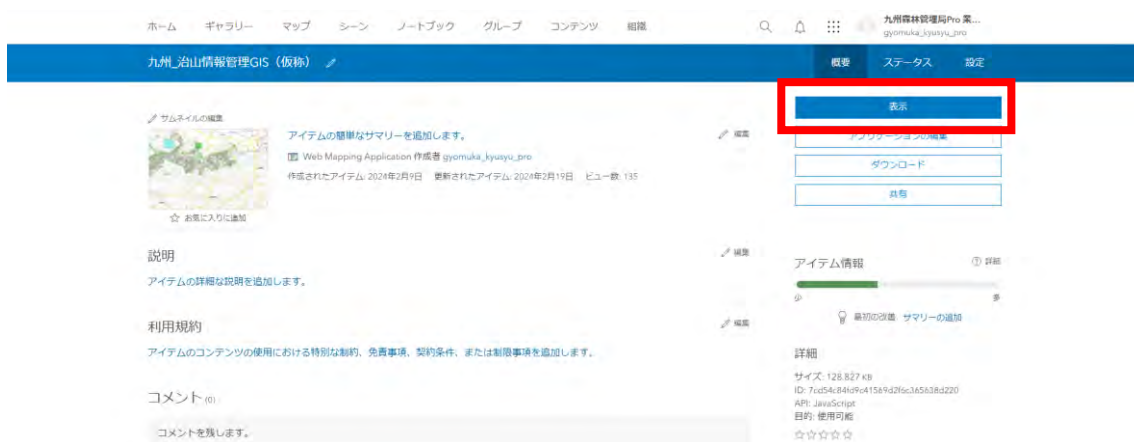 ホーム ギャラリー マップ シーン ノートブック グループ コンテンツ 組織
九州森林管理局Pro 業...
gyomuka_kyusyu_pro
九州_治山情報管理GIS（仮称）
概要 ステータス 設定
サムネイルの編集
表示
アイテムの簡単なサマリーを追加します。
編集
アプリケーションの編集
Web Mapping Application 作成者 gyomuka_kyusyu_pro
ダウンロード
作成されたアイテム: 2024年2月9日 更新されたアイテム: 2024年2月19日 ビュー数: 135
共有
お気に入りに追加
説明
編集
アイテムの詳細な説明を追加します。
アイテム情報
詳細
少 多
最初の改善: サマリーの追加
利用規約
編集
アイテムのコンテンツの使用における特別な制約、免責事項、契約条件、または制限事項を追加します。
詳細
サイズ: 128.827 KB
API: JavaScript
目的: 使用可能
コメント (0)
コメントを残します。